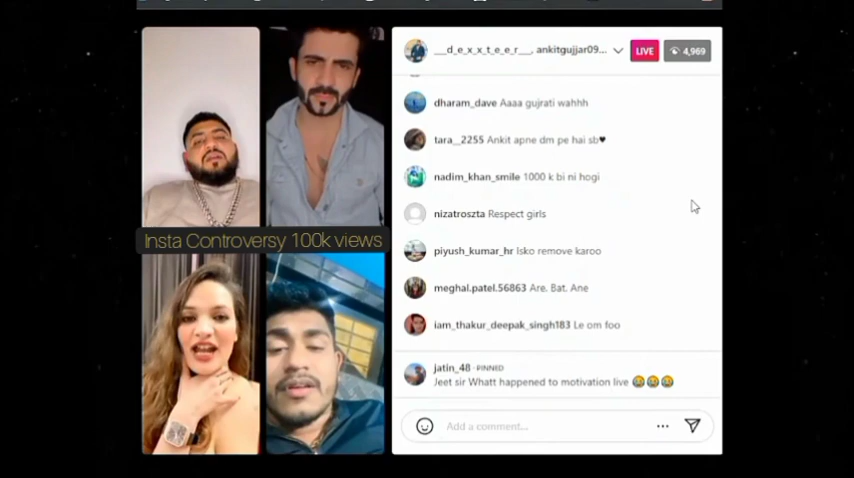 __d_e_x_x_t_e_e_r__, ankitgujjar09...
LIVE
4,969
dharam_dave Aaaa gujrati wahhh
tara__2255 Ankit apne dm pe hai sb♥
nadim_khan_smile 1000 k bi ni hogi
nizatroszta Respect girls
Insta Controversy 100k views
piyush_kumar_hr Isko remove karoo
meghal.patel.56863 Are. Bat. Ane
iam_thakur_deepak_singh183 Le om foo
jatin_48 · PINNED
Jeet sir Whatt happened to motivation live 😂😂😂
Add a comment...